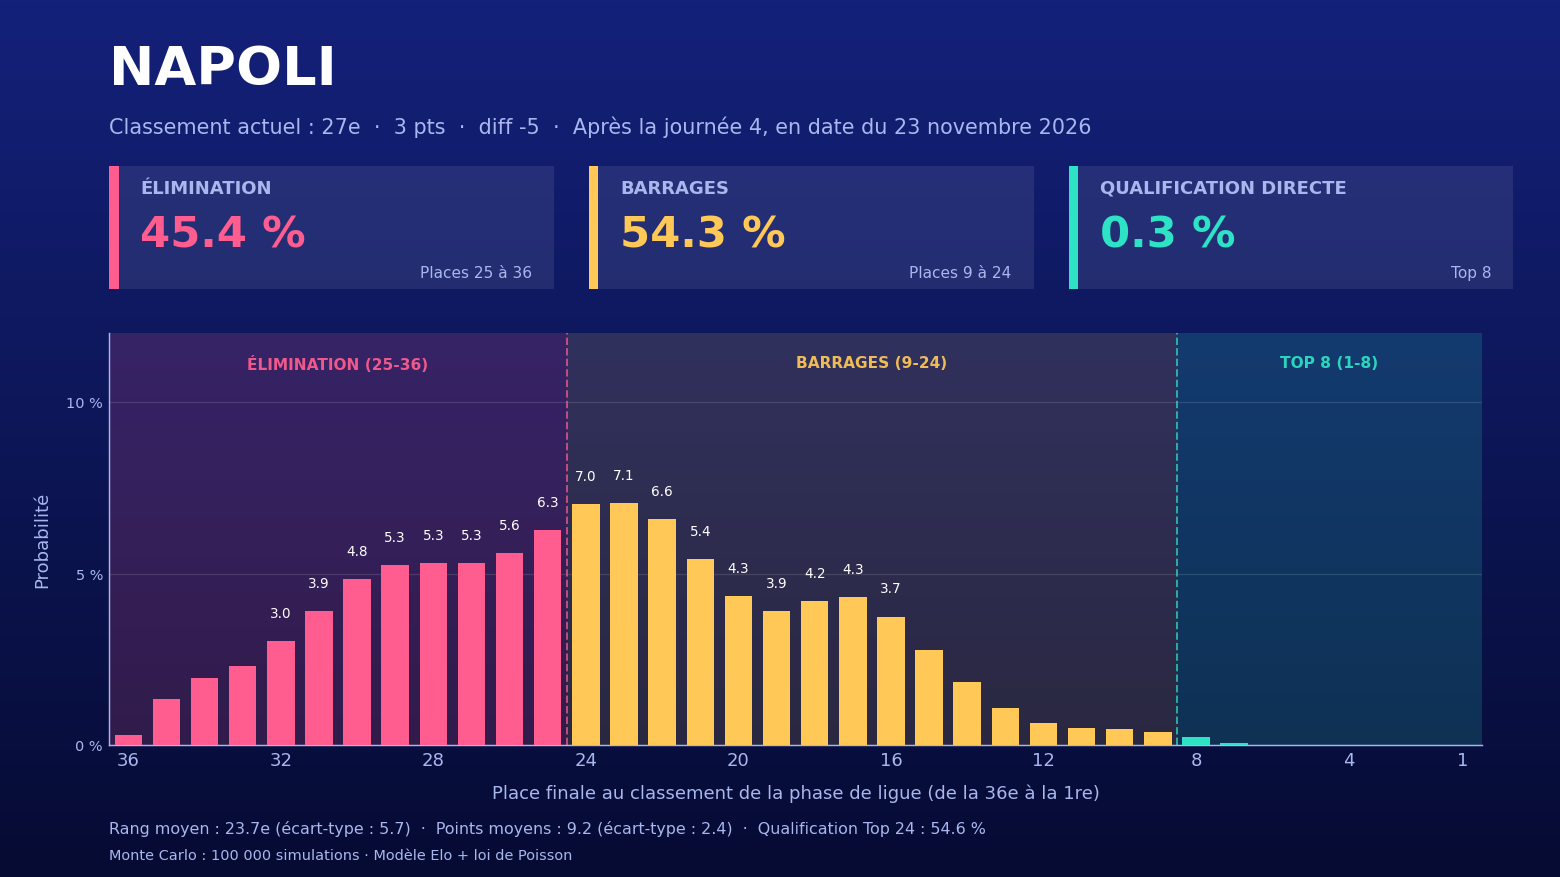 NAPOLI
Classement actuel : 27e · 3 pts · diff -5 · Après la journée 4, en date du 23 novembre 2026
ÉLIMINATION
45.4 %
Places 25 à 36
BARRAGES
54.3 %
Places 9 à 24
QUALIFICATION DIRECTE
0.3 %
Top 8
ÉLIMINATION (25-36)
BARRAGES (9-24)
TOP 8 (1-8)
Probabilité
10 %
5 %
0 %
3.0
3.9
4.8
5.3
5.3
5.3
5.6
6.3
7.0
7.1
6.6
5.4
4.3
3.9
4.2
4.3
3.7
36 32 28 24 20 16 12 8 4 1
Place finale au classement de la phase de ligue (de la 36e à la 1re)
Rang moyen : 23.7e (écart-type : 5.7) · Points moyens : 9.2 (écart-type : 2.4) · Qualification Top 24 : 54.6 %
Monte Carlo : 100 000 simulations · Modèle Elo + loi de Poisson